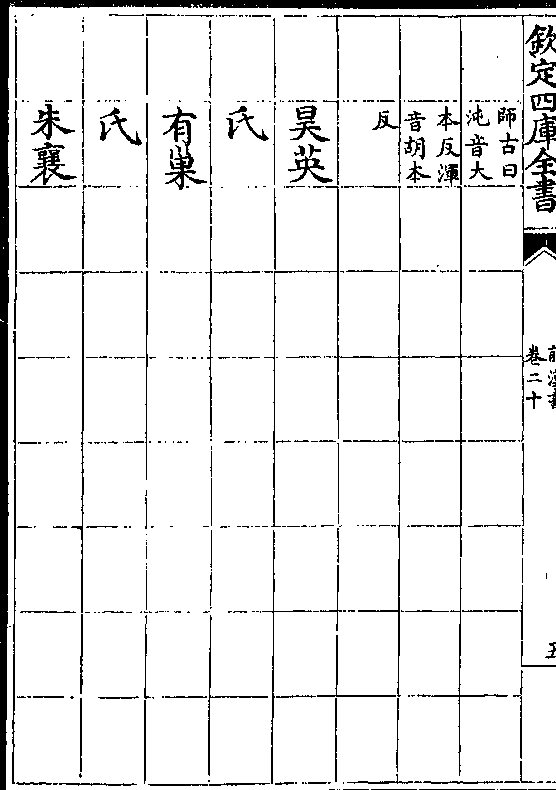 欽定四庫全書
前漢書
卷二十
五
師古曰
沌音大
本反渾
音胡本
反
昊英
氏
有巢
氏
朱襄